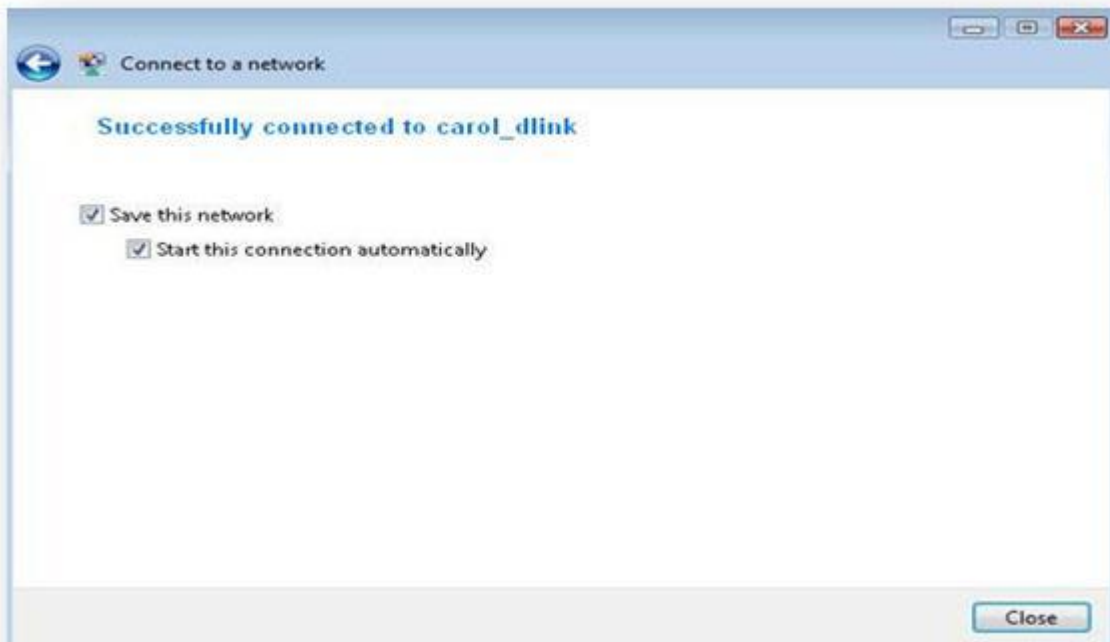 Connect to a network
Successfully connected to carol_dlink
Save this network
Start this connection automatically
Close